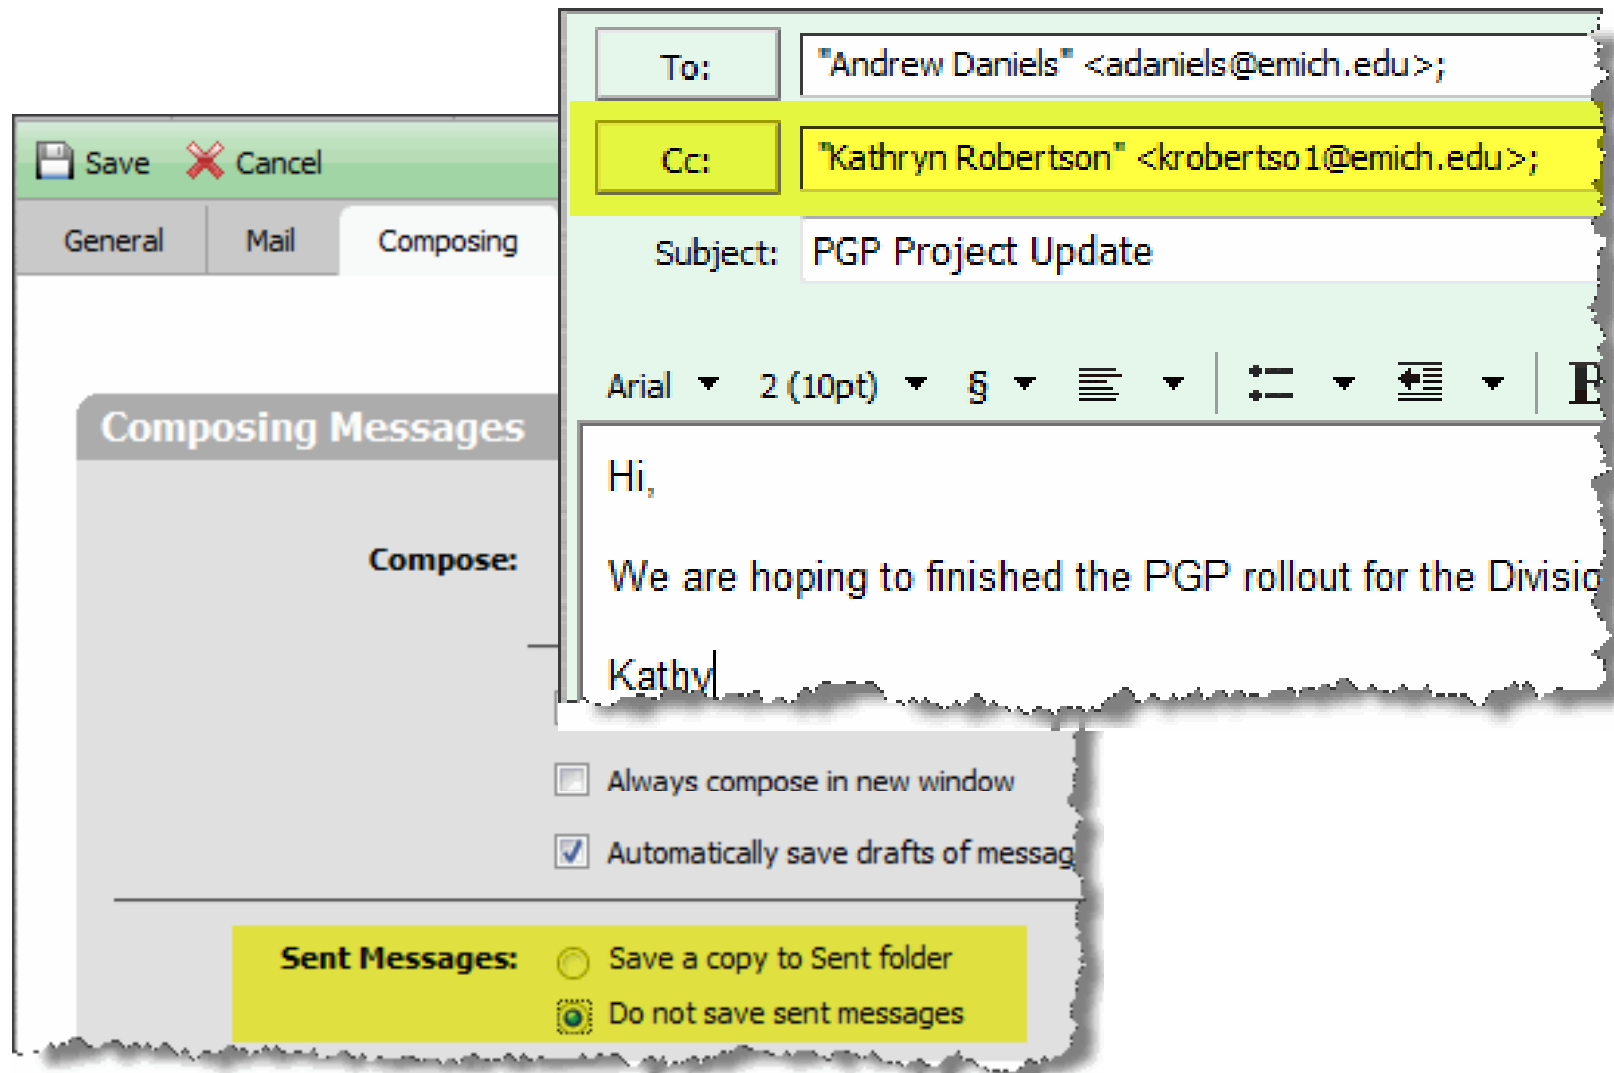 To: "Andrew Daniels" <adaniels@emich.edu>;
Cc: "Kathryn Robertson" <krobertso1@emich.edu>;
Subject: PGP Project Update
Arial 2 (10pt) §
Hi,
We are hoping to finished the PGP rollout for the
Kathy
Save Cancel
General Mail Composing
Composing Messages
Compose:
Always compose in new window
Automatically save drafts of
Sent Messages: Save a copy to Sent folder
Do not save sent messages